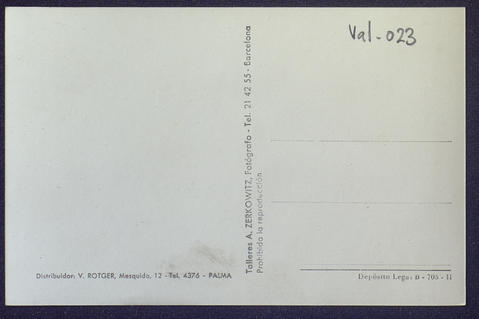 Val-023
Talleres A. ZERKOWITZ, Fotógrafo - Tel. 21 42 55 - Barcelona
Prohibida la reproducción
Distribuidor: V. ROTGER, Mesquida, 12 - Tel. 4376 - PALMA
Depósito Legal B - 705 - II